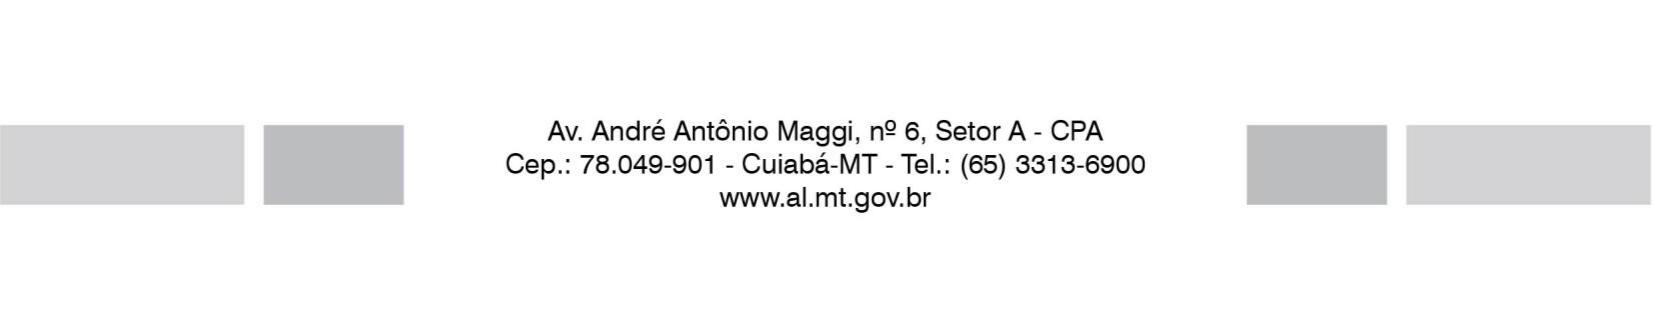 Av. André Antônio Maggi, nº 6, Setor A - CPA
Cep.: 78.049-901 - Cuiabá-MT - Tel.: (65) 3313-6900
www.al.mt.gov.br